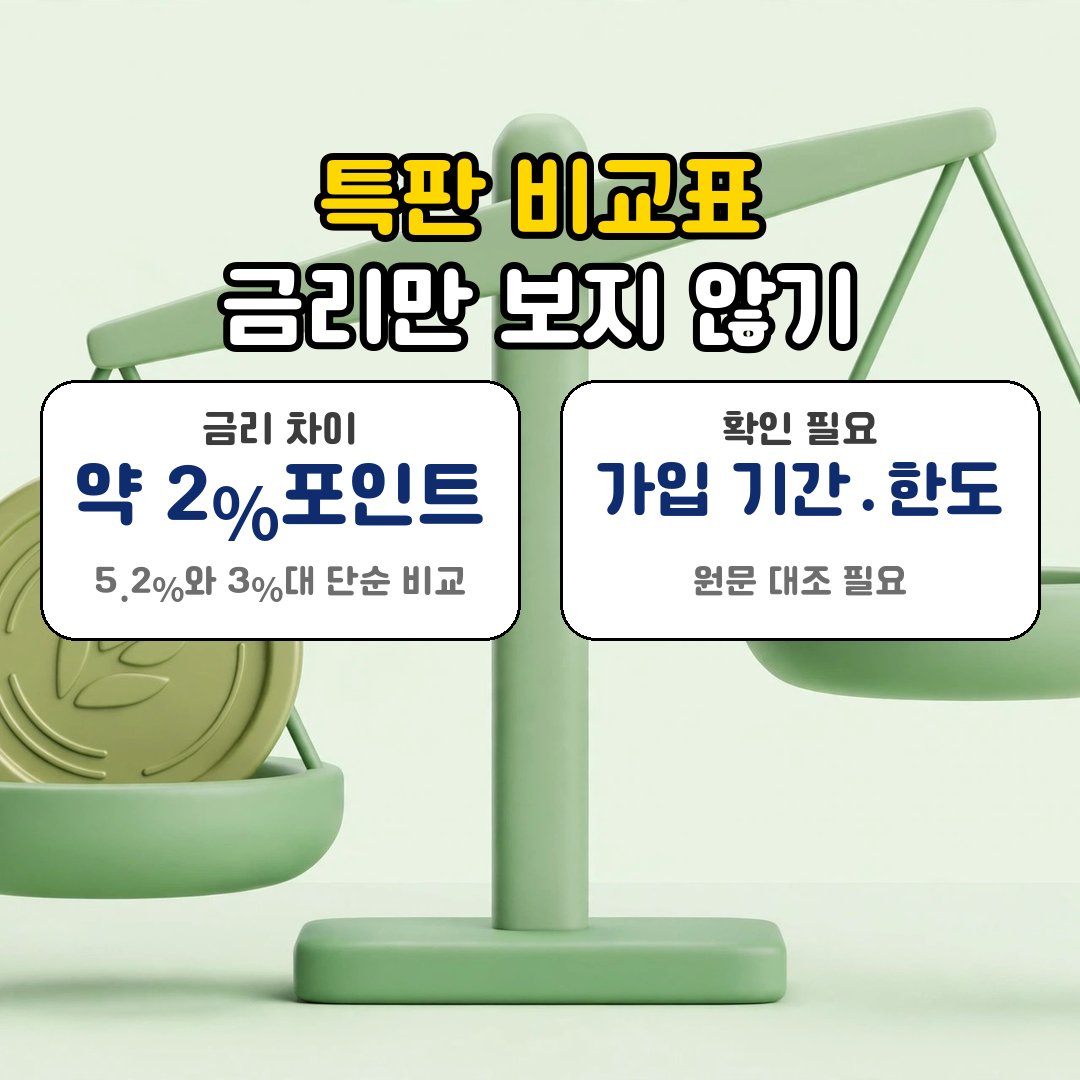 특판 비교표
금리만 보지 않기
금리 차이
약 2%포인트
5.2%와 3%대 단순 비교
확인 필요
가입 기간·한도
원문 대조 필요